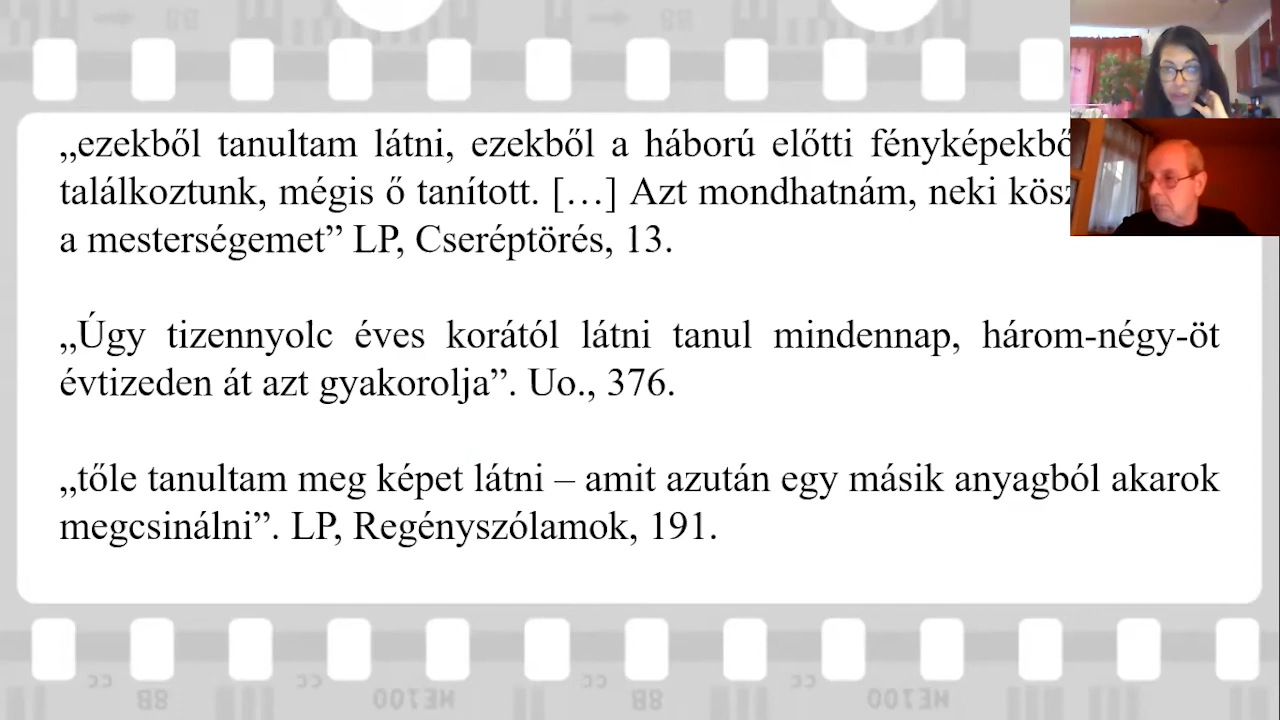 „ezekből tanultam látni, ezekből a háború előtti
találkoztunk, mégis ő tanított. […] Azt mondhatnám, neki
a mesterségemet” LP, Cseréptörés, 13.
„Úgy tizennyolc éves korától látni tanul mindennap, három-négy-öt
évtizeden át azt gyakorolja”. Uo., 376.
„tőle tanultam meg képet látni – amit azután egy másik anyagból akarok
megcsinálni”. LP, Regényszólamok, 191.